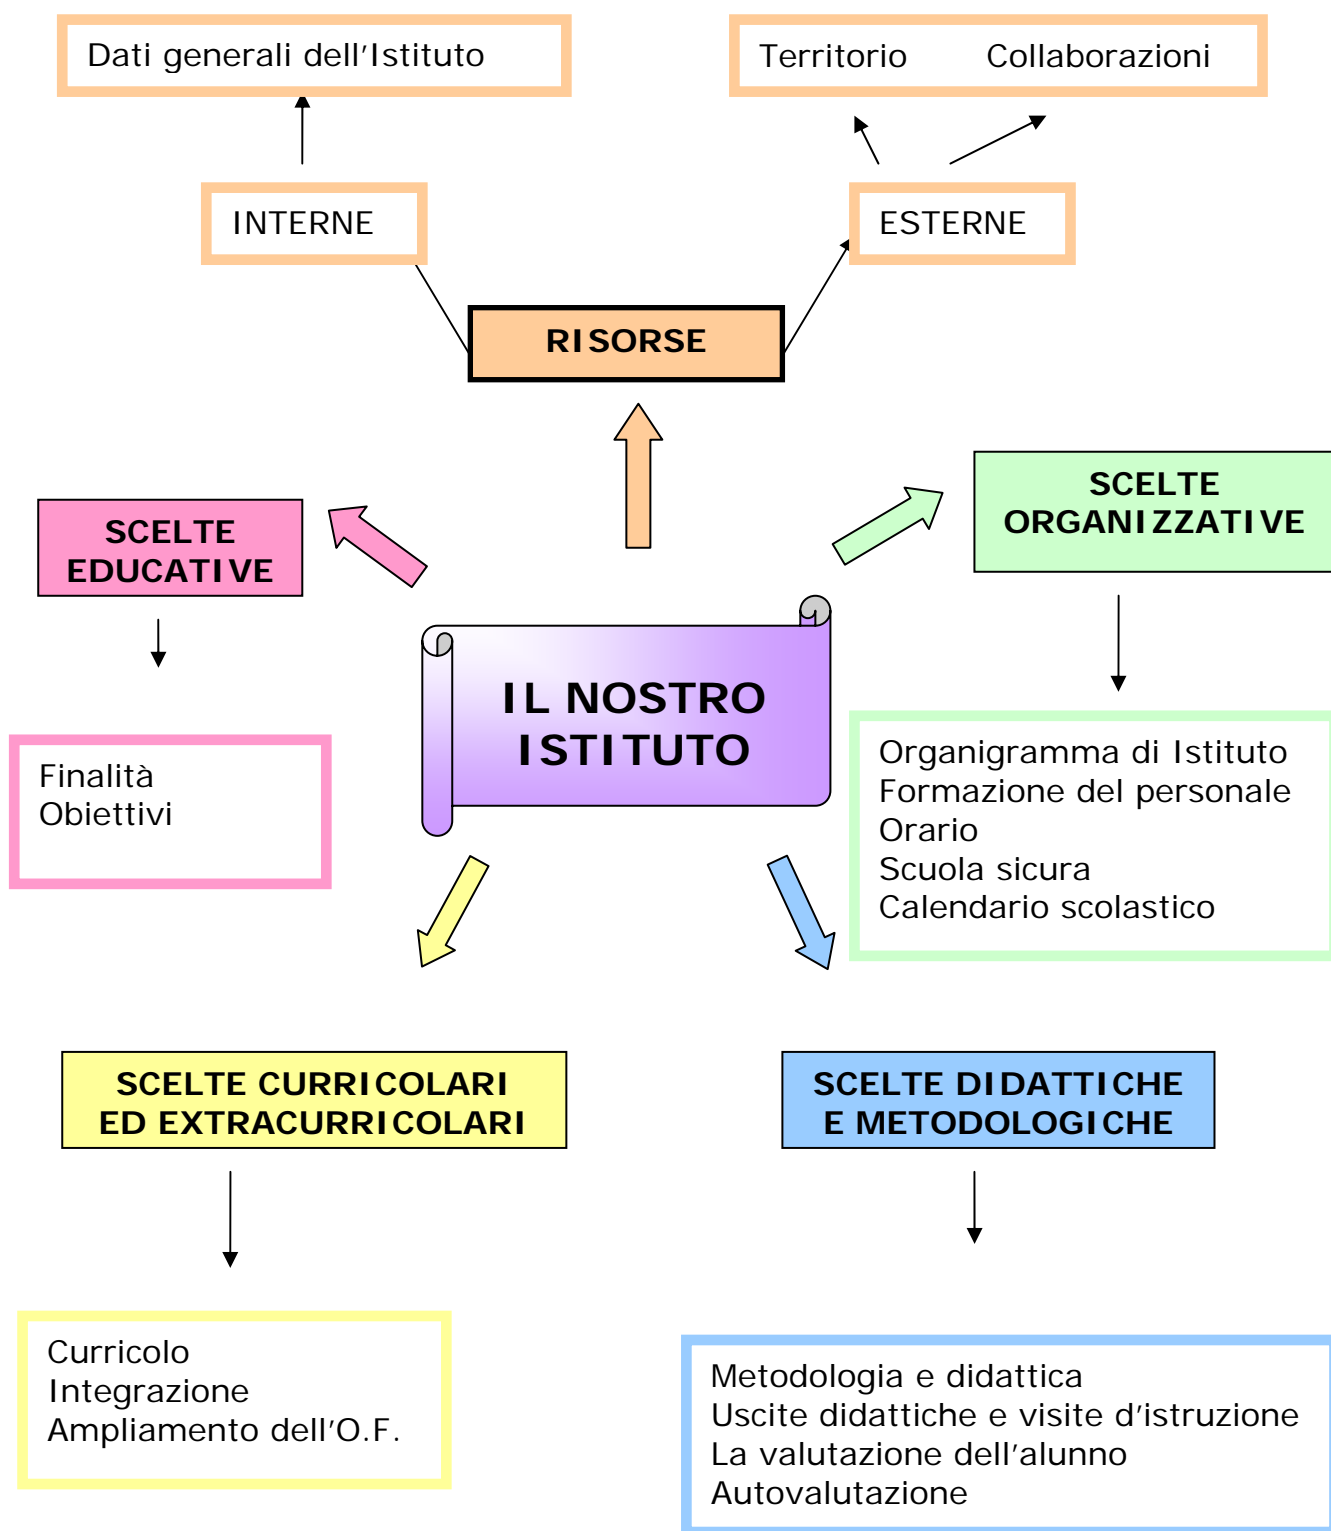 Dati generali dell'Istituto
Territorio Collaborazioni
INTERNE
ESTERNE
RISORSE
SCELTE
ORGANIZZATIVE
SCELTE
EDUCATIVE
IL NOSTRO
ISTITUTO
Organigramma di Istituto
Formazione del personale
Orario
Scuola sicura
Calendario scolastico
Finalità
Obiettivi
SCELTE CURRICOLARI
ED EXTRACURRICOLARI
SCELTE DIDATTICHE
E METODOLOGICHE
Curricolo
Integrazione
Ampliamento dell'O.F.
Metodologia e didattica
Uscite didattiche e visite d'istruzione
La valutazione dell'alunno
Autovalutazione